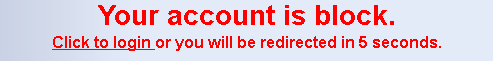 Your account is block.
Click to login or you will be redirected in 5 seconds.